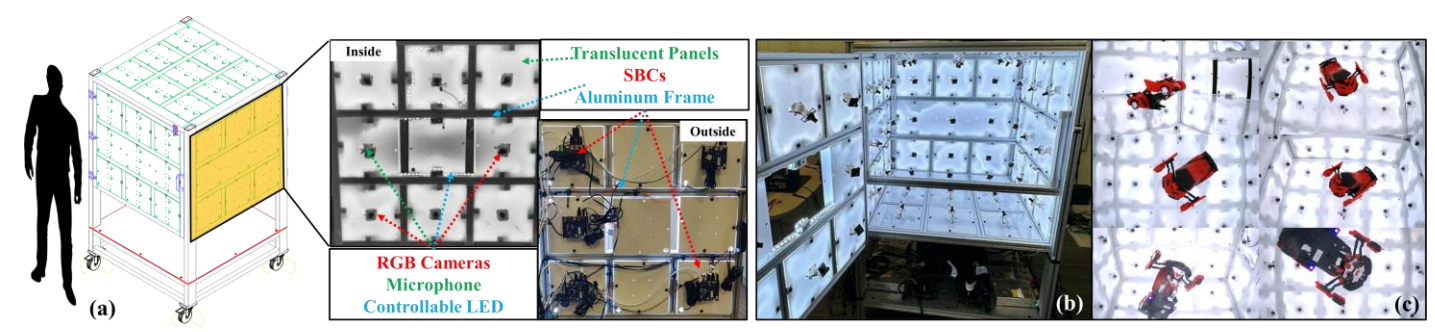 (a)
Inside
Translucent Panels
SBCs
Aluminum Frame
Outside
RGB Cameras
Microphone
Controllable LED
(b)
(c)